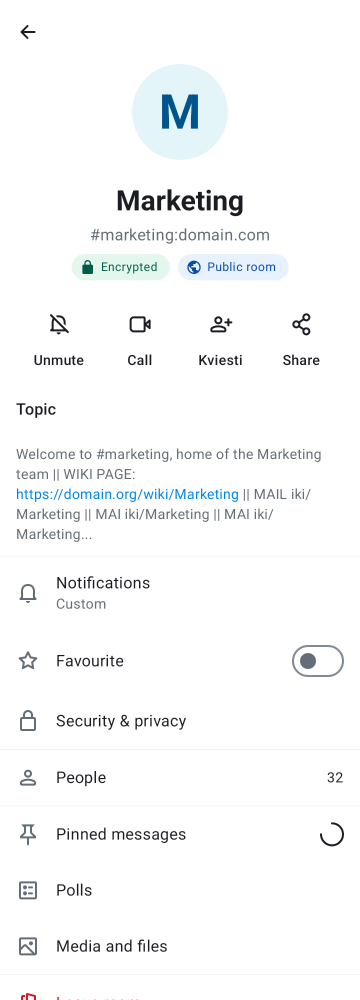 M
Marketing
#marketing:domain.com
Encrypted
Public room
Unmute
Call
Kviesti
Share
Topic
Welcome to #marketing, home of the Marketing
team || WIKI PAGE:
https://domain.org/wiki/Marketing || MAIL iki/
Marketing || MAI iki/Marketing || MAI iki/
Marketing...
Notifications
Custom
Favourite
Security & privacy
People
32
Pinned messages
Polls
Media and files